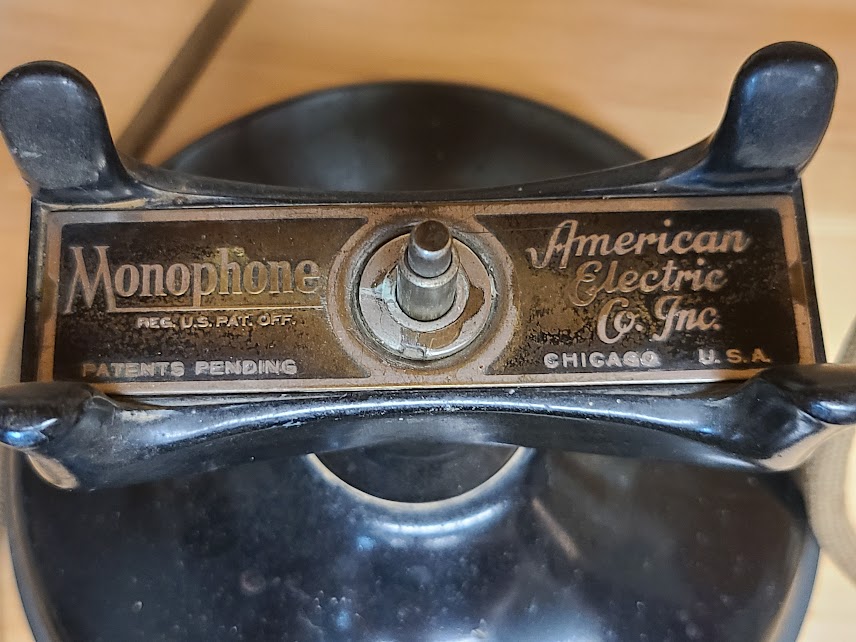 Monophone
REG. U.S. PAT. OFF.
PATENTS PENDING
American
Electric
Co. Inc.
CHICAGO U.S.A.